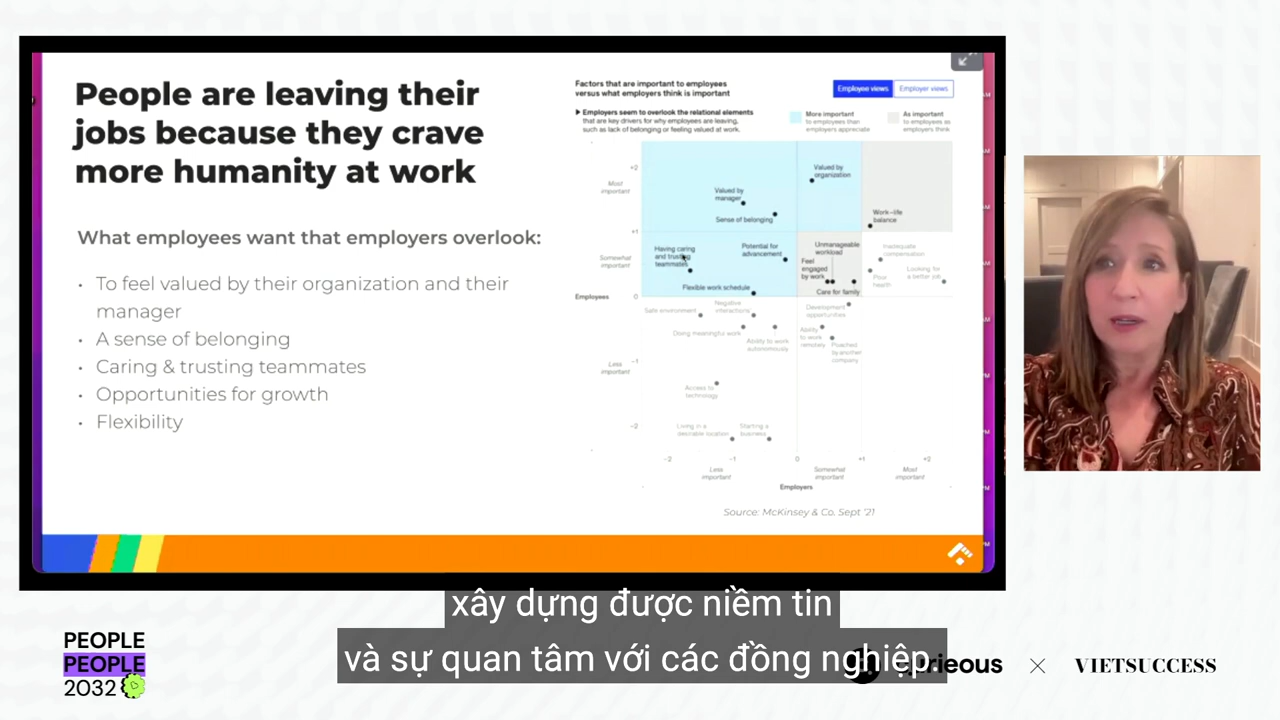 People are leaving their
jobs because they crave
more humanity at work
What employees want that employers overlook:
• To feel valued by their organization and their
manager
• A sense of belonging
• Caring & trusting teammates
• Opportunities for growth
• Flexibility
Factors that are important to employees
versus what employers think is important
Employee views
Employer views
▶ Employers seem to overlook the relational elements
that are key drivers for why employees are leaving,
such as lack of belonging or feeling valued at work.
More important
to employees than
employers appreciate
As important
to employees as
employers think
+2
Most
important
+1
Somewhat
important
Employees
0
Less
important
−1
−2
Valued by
organization
Valued by
manager
Sense of belonging
Work–life
balance
Having caring
and trusting
teammates
Potential for
advancement
Unmanageable
workload
Feel
engaged
by work
Inadequate
compensation
Looking for
a better job
Poor
health
Flexible work schedule
Care for family
Safe environment
Negative
interactions
Development
opportunities
Doing meaningful work
Ability to work
autonomously
Ability
to work
remotely
Poached
by another
company
Access to
technology
Living in a
desirable location
Starting a
business
−2
−1
0
+1
+2
Less
important
Somewhat
important
Most
important
Employers
Source: McKinsey & Co. Sept '21
xây dựng được niềm tin
và sự quan tâm với các đồng nghiệp.
PEOPLE
PEOPLE
2032
VIETSUCCESS